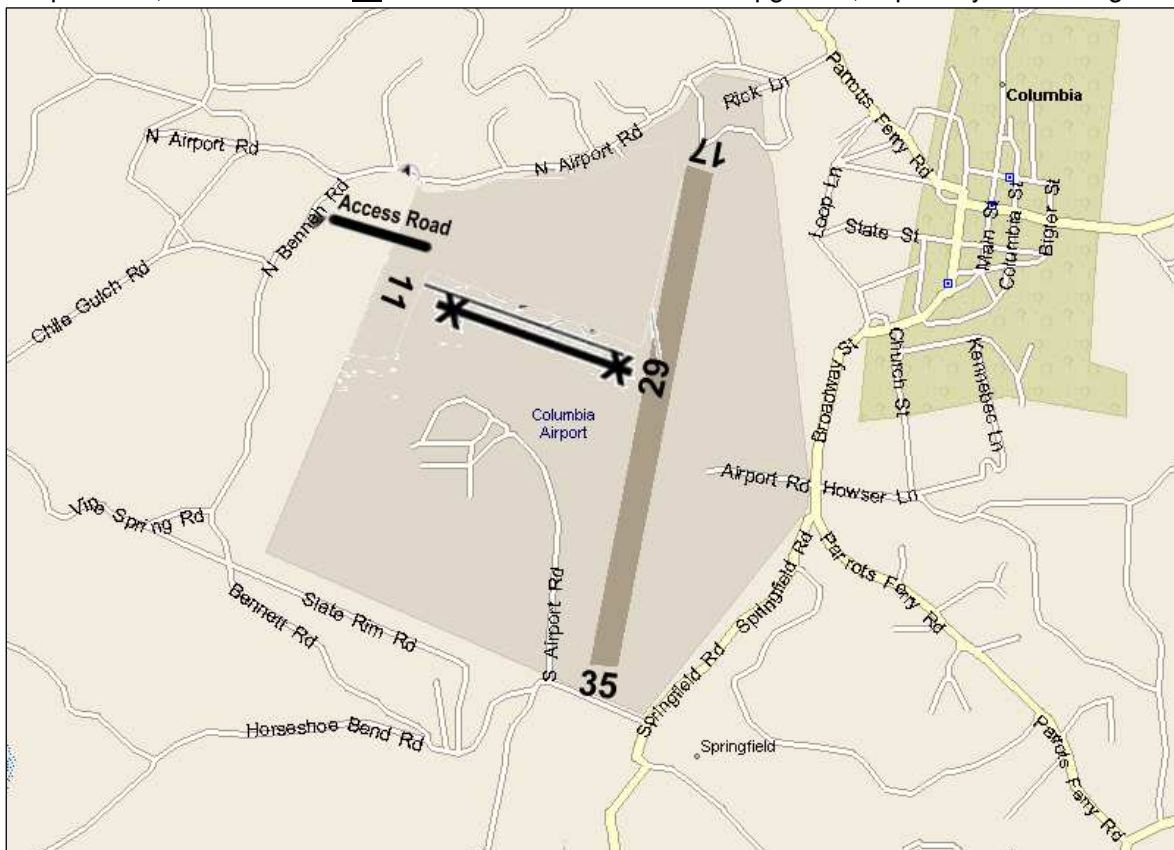 Rick Ln
Parrotts Ferry Rd
Columbia
N Airport Rd
N Airport Rd
17
Loop Ln
State St
Main St
Columbia St
Bigler St
Access Road
Chile Gulch Rd
11
29
Columbia
Airport
Church St
Kennebec Ln
Broadway St
Airport Rd
Howser Ln
Vine Spring Rd
Bennett Rd
Slate Rim Rd
S Airport Rd
Springfield Rd
Parrots Ferry Rd
35
Springfield Rd
Horseshoe Bend Rd
Springfield
Parrots Ferry Rd